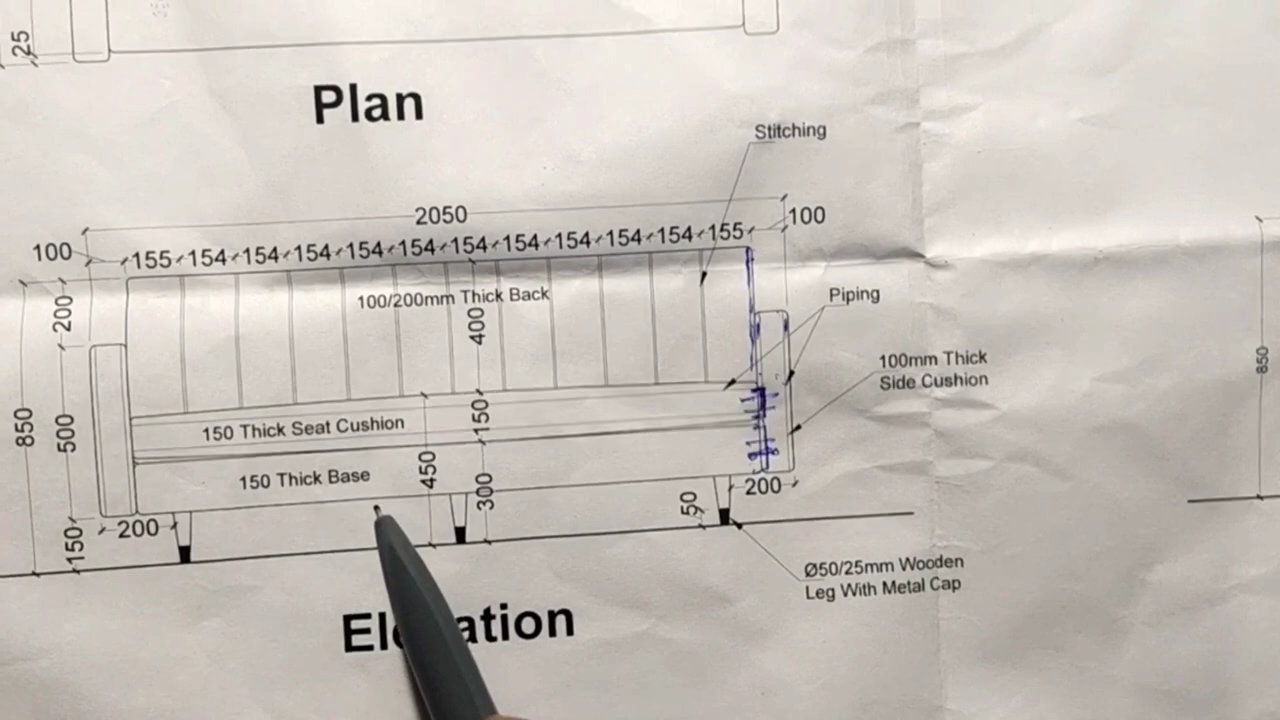 25
Plan
Stitching
2050
100
100
155 154 154 154 154 154 154 154 154 154 154 155
100/200mm Thick Back
Piping
200
400
100mm Thick
Side Cushion
850
850
500
150 Thick Seat Cushion
150
150 Thick Base
450
300
200
50
200
150
Ø50/25mm Wooden
Leg With Metal Cap